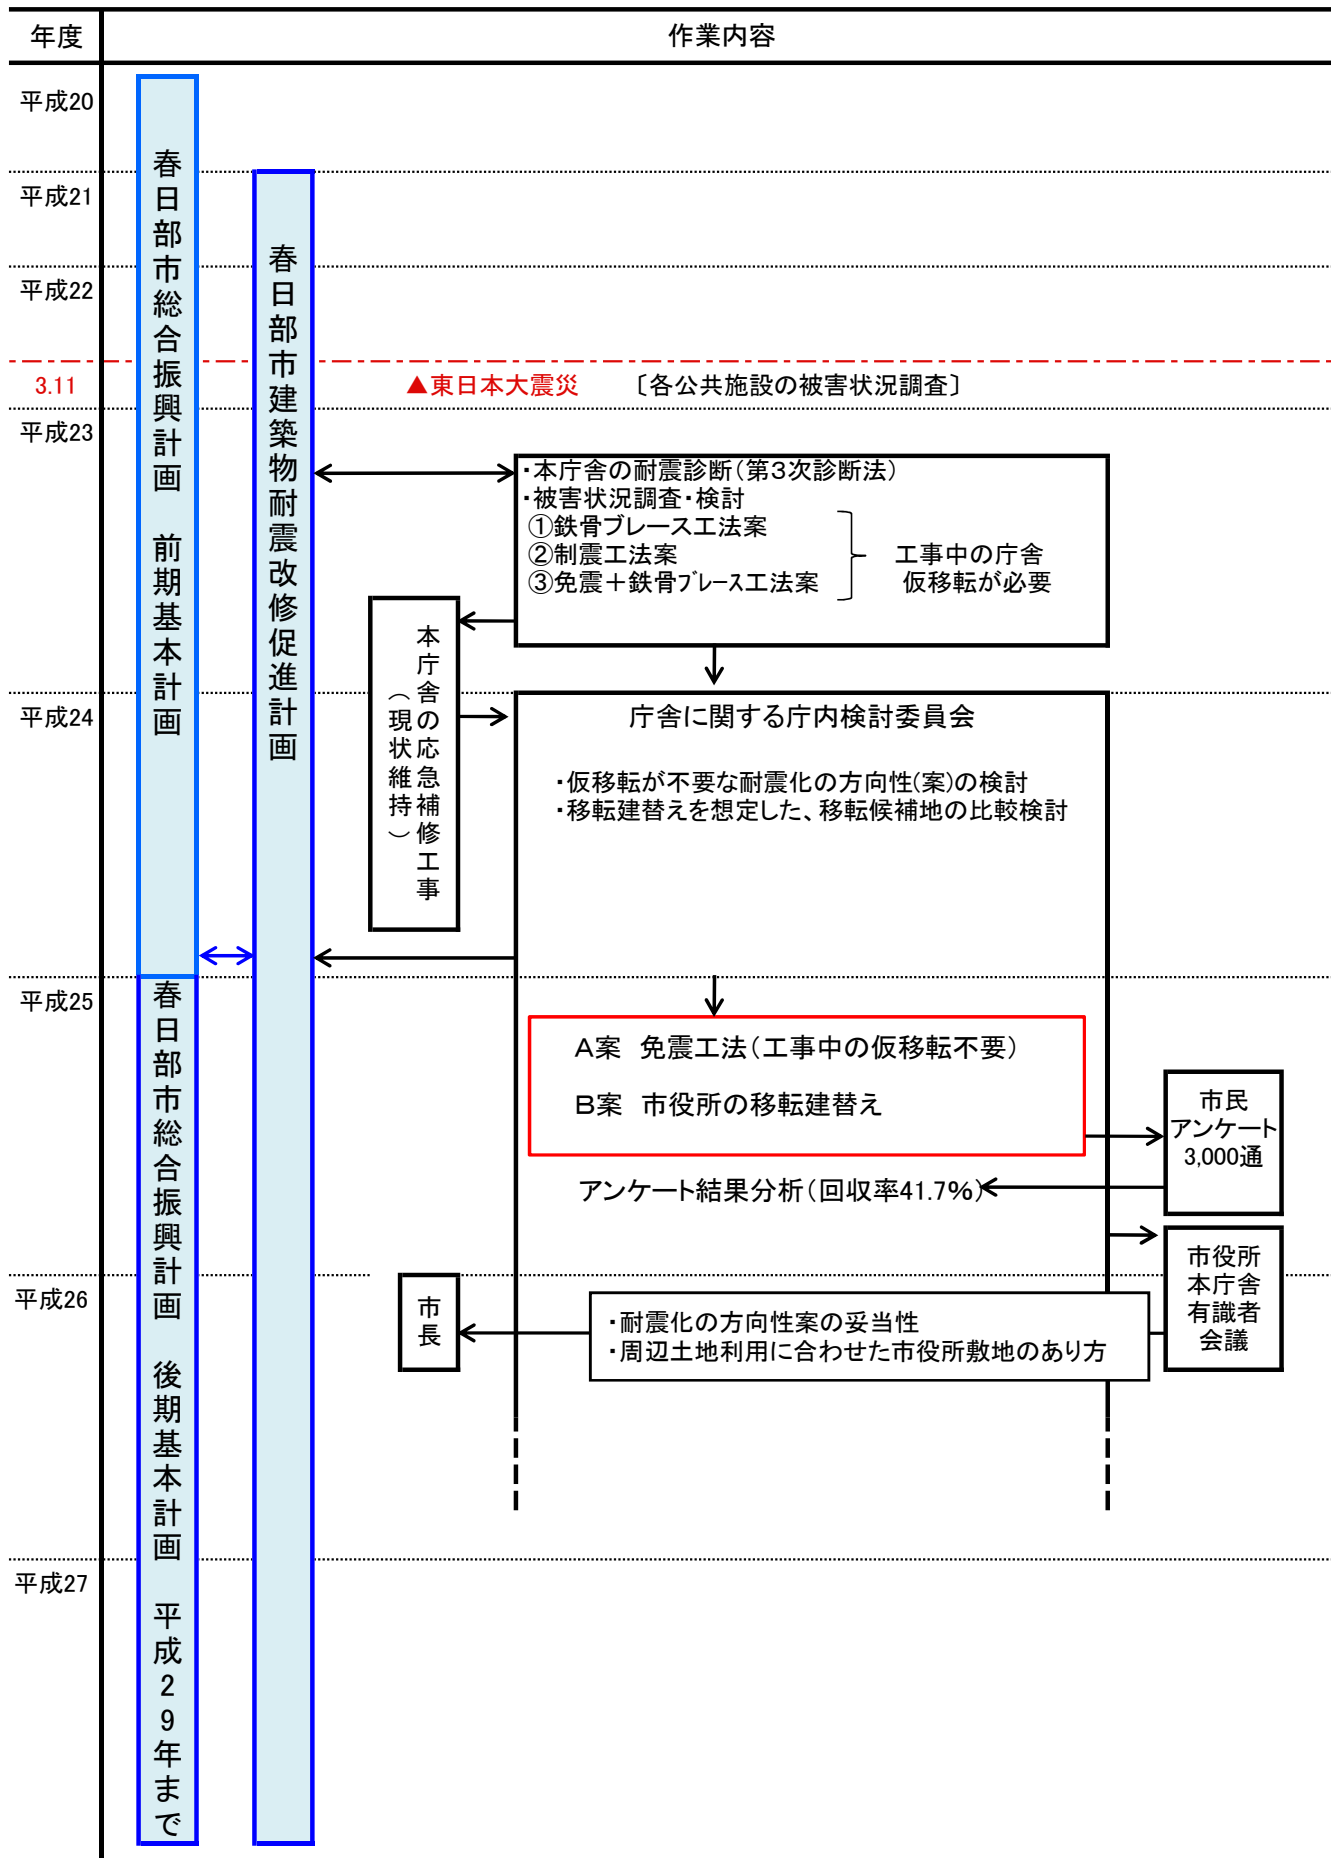 年度
作業内容
平成20
平成21
平成22
3.11
平成23
平成24
平成25
平成26
平成27
春日部市総合振興計画　前期基本計画
春日部市総合振興計画　後期基本計画　平成29年まで
春日部市建築物耐震改修促進計画
▲東日本大震災　〔各公共施設の被害状況調査〕
・本庁舎の耐震診断（第３次診断法）
・被害状況調査・検討
①鉄骨ブレース工法案
②制震工法案
③免震＋鉄骨ﾌﾞﾚｰｽ工法案
工事中の庁舎
仮移転が必要
本庁舎の応急補修工事
（現状維持）
庁舎に関する庁内検討委員会
・仮移転が不要な耐震化の方向性(案)の検討
・移転建替えを想定した、移転候補地の比較検討
Ａ案　免震工法（工事中の仮移転不要）
Ｂ案　市役所の移転建替え
市民
アンケート
3,000通
アンケート結果分析（回収率41.7％）
市役所
本庁舎
有識者
会議
市長
・耐震化の方向性案の妥当性
・周辺土地利用に合わせた市役所敷地のあり方